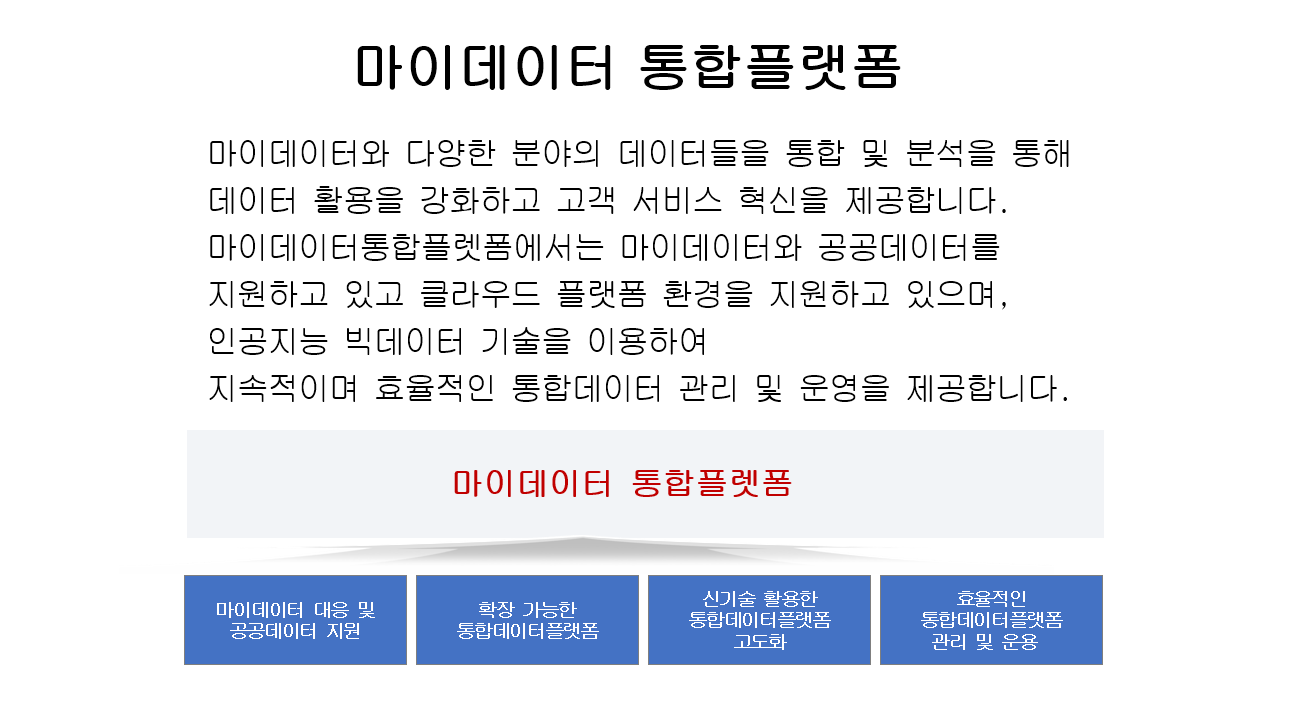 마이데이터 통합플랫폼
마이데이터와 다양한 분야의 데이터들을 통합 및 분석을 통해
데이터 활용을 강화하고 고객 서비스 혁신을 제공합니다.
마이데이터통합플렛폼에서는 마이데이터와 공공데이터를
지원하고 있고 클라우드 플랫폼 환경을 지원하고 있으며,
인공지능 빅데이터 기술을 이용하여
지속적이며 효율적인 통합데이터 관리 및 운영을 제공합니다.
마이데이터 통합플렛폼
마이데이터 대응 및
공공데이터 지원
확장 가능한
통합데이터플랫폼
신기술 활용한
통합데이터플랫폼
고도화
효율적인
통합데이터플랫폼
관리 및 운용